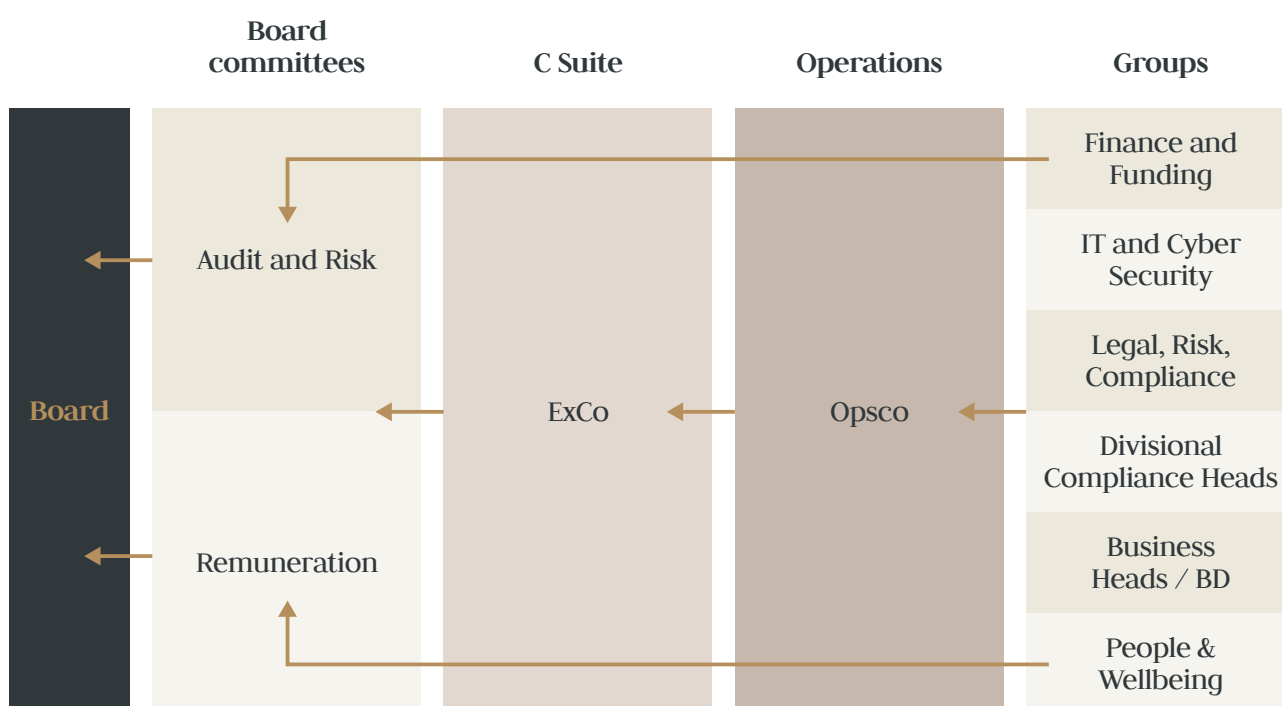 Board
committees
C Suite
Operations
Groups
Board
Audit and Risk
Remuneration
ExCo
Opsco
Finance and
Funding
IT and Cyber
Security
Legal, Risk,
Compliance
Divisional
Compliance Heads
Business
Heads / BD
People &
Wellbeing